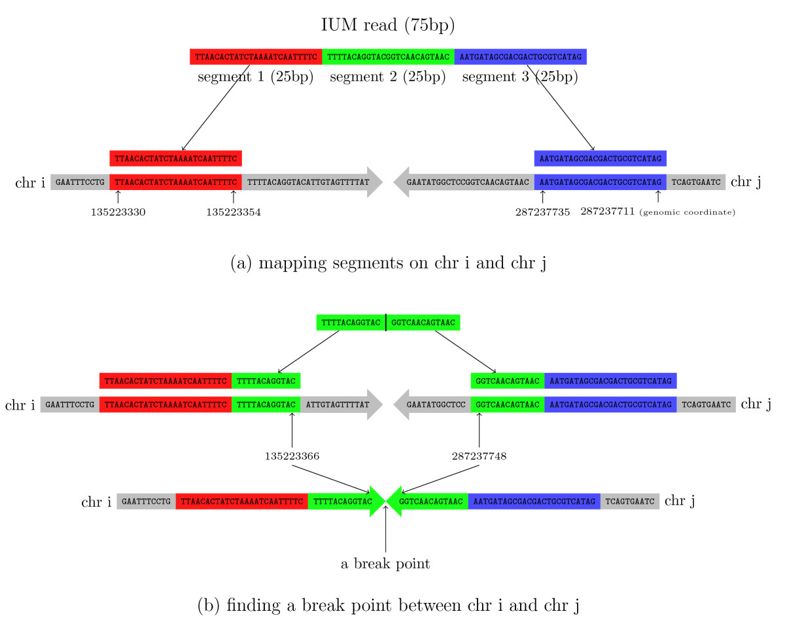 IUM read (75bp)
TTAACACTATCTAAAATCAATTTTC TTTTACAGGTACGGTCAACAGTAAC AATGATAGCGACGACTGCGTCATAG
segment 1 (25bp) segment 2 (25bp) segment 3 (25bp)
TTAACACTATCTAAAATCAATTTTC AATGATAGCGACGACTGCGTCATAG
chr i GAATTTCCTG TTAACACTATCTAAAATCAATTTTC TTTTACAGGTACATTGTAGTTTTAT GAATATGGCTCCGGTCAACAGTAAC AATGATAGCGACGACTGCGTCATAG TCAGTGAATC chr j
135223330 135223354 287237735 287237711 (genomic coordinate)
(a) mapping segments on chr i and chr j
TTTTACAGGTAC GGTCAACAGTAAC
TTAACACTATCTAAAATCAATTTTC TTTTACAGGTAC GGTCAACAGTAAC AATGATAGCGACGACTGCGTCATAG
chr i GAATTTCCTG TTAACACTATCTAAAATCAATTTTC TTTTACAGGTAC ATTGTAGTTTTAT GAATATGGCTCC GGTCAACAGTAAC AATGATAGCGACGACTGCGTCATAG TCAGTGAATC chr j
135223366 287237748
chr i GAATTTCCTG TTAACACTATCTAAAATCAATTTTC TTTTACAGGTAC GGTCAACAGTAAC AATGATAGCGACGACTGCGTCATAG TCAGTGAATC chr j
a break point
(b) finding a break point between chr i and chr j